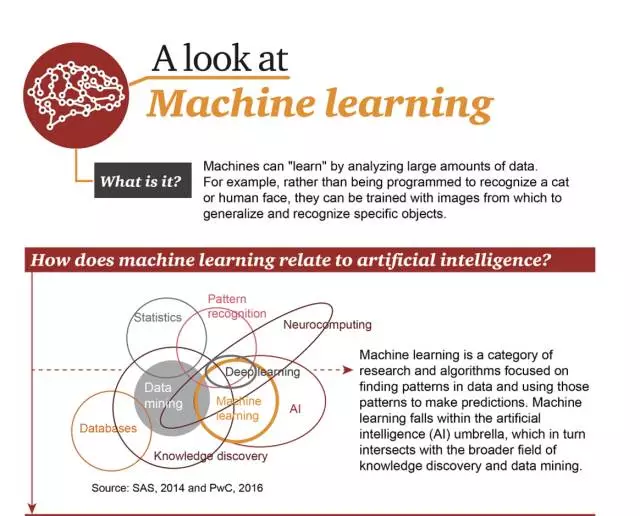 A look at
Machine learning
What is it?
Machines can "learn" by analyzing large amounts of data.
For example, rather than being programmed to recognize a cat
or human face, they can be trained with images from which to
generalize and recognize specific objects.
How does machine learning relate to artificial intelligence?
Statistics
Pattern
recognition
Neurocomputing
Deep learning
Data
mining
Machine
learning
AI
Databases
Knowledge discovery
Machine learning is a category of
research and algorithms focused on
finding patterns in data and using those
patterns to make predictions. Machine
learning falls within the artificial
intelligence (AI) umbrella, which in turn
intersects with the broader field of
knowledge discovery and data mining.
Source: SAS, 2014 and PwC, 2016